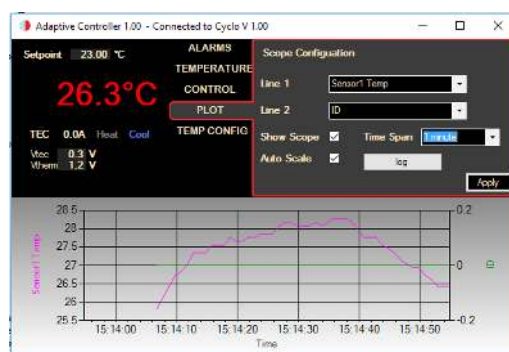 Adaptive Controller 1.00 - Connected to Cyclo V 1.00
Setpoint 23.00 °C
26.3°C
TEC 0.0A Heat Cool
Vtec 0.3 V
Vtherm 1.2 V
ALARMS
TEMPERATURE
CONTROL
PLOT
TEMP CONFIG
Scope Configuation
Line 1 Sensor1 Temp
Line 2 ID
Show Scope Time Span 1 minute
Auto Scale log
Apply
28.5
28
27.5
27
26.5
26
25.5
Sensor1 Temp
0.2
0
-0.2
ID
15:14:00 15:14:10 15:14:20 15:14:30 15:14:40 15:14:50
Time